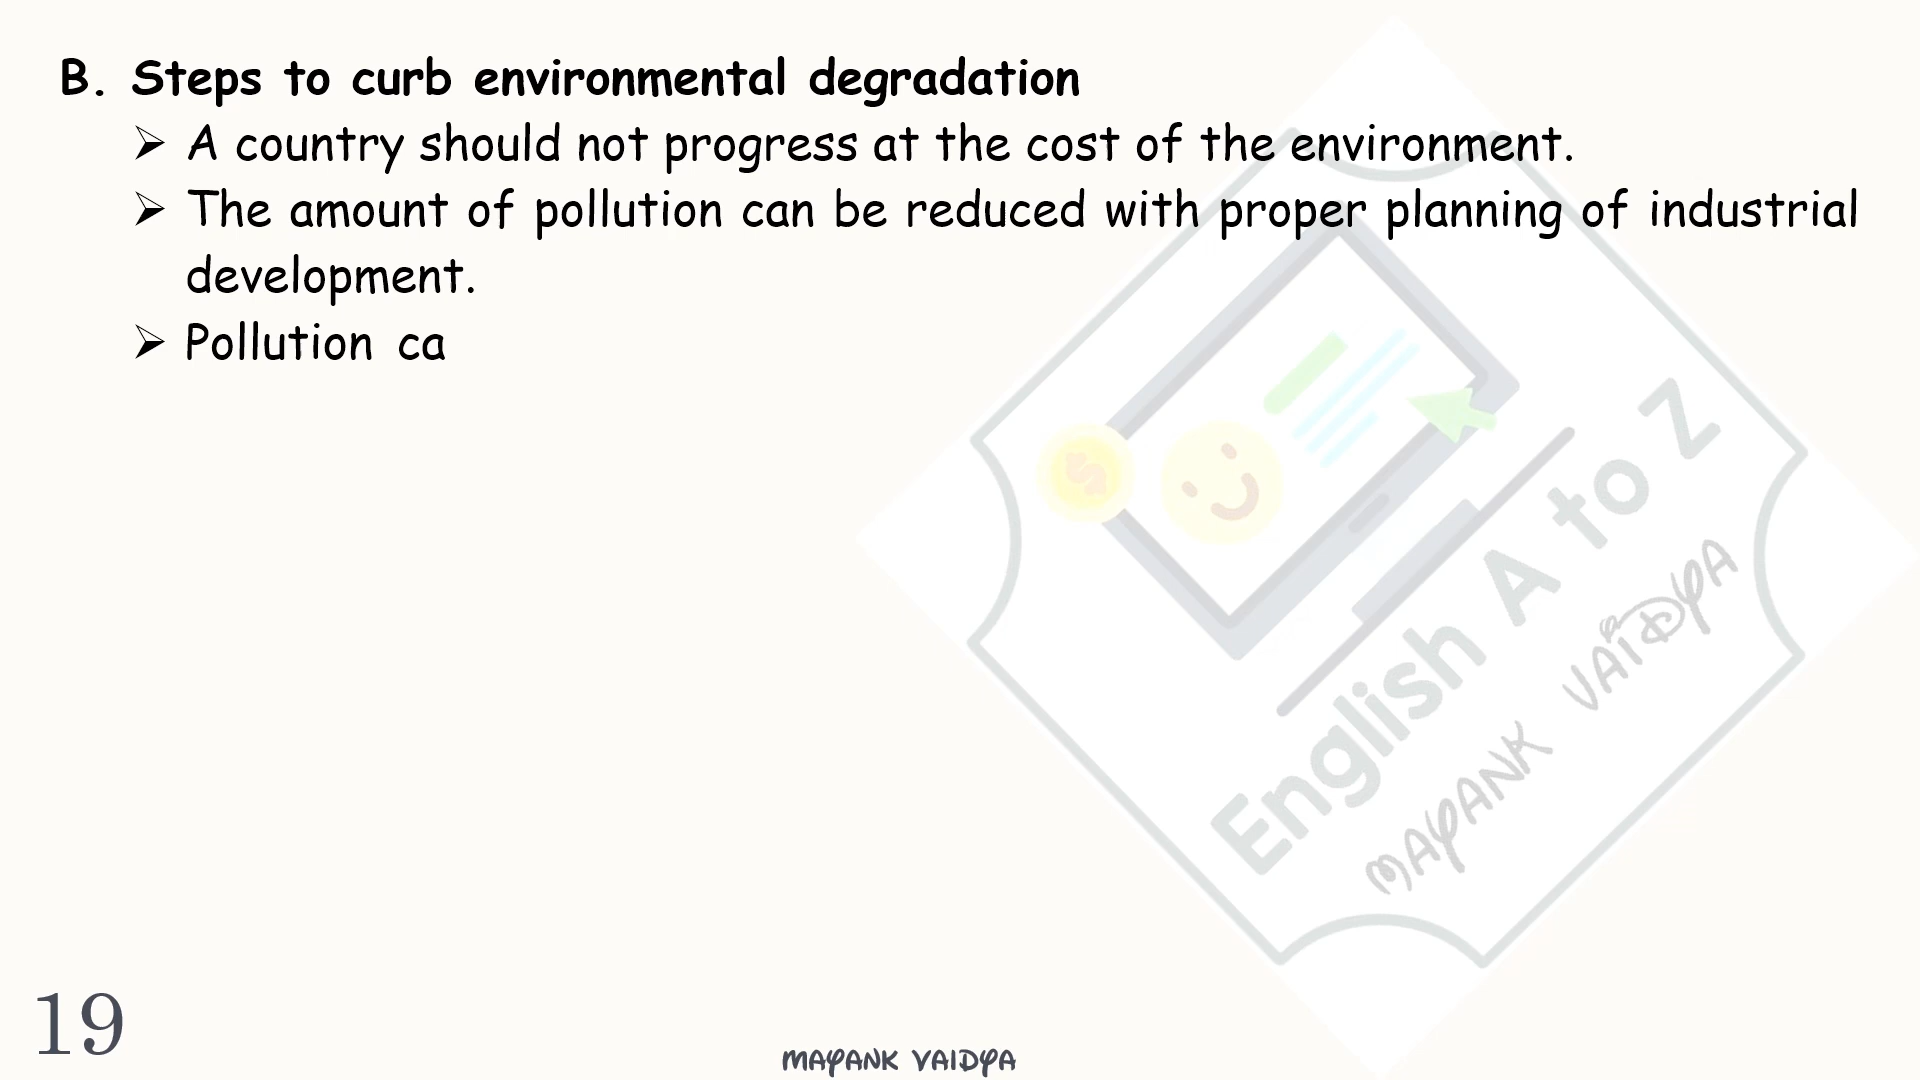 B. Steps to curb environmental degradation
➢ A country should not progress at the cost of the environment.
➢ The amount of pollution can be reduced with proper planning of industrial
development.
➢ Pollution ca
English A to Z
MAYANK VAIDYA
19
MAYANK VAIDYA